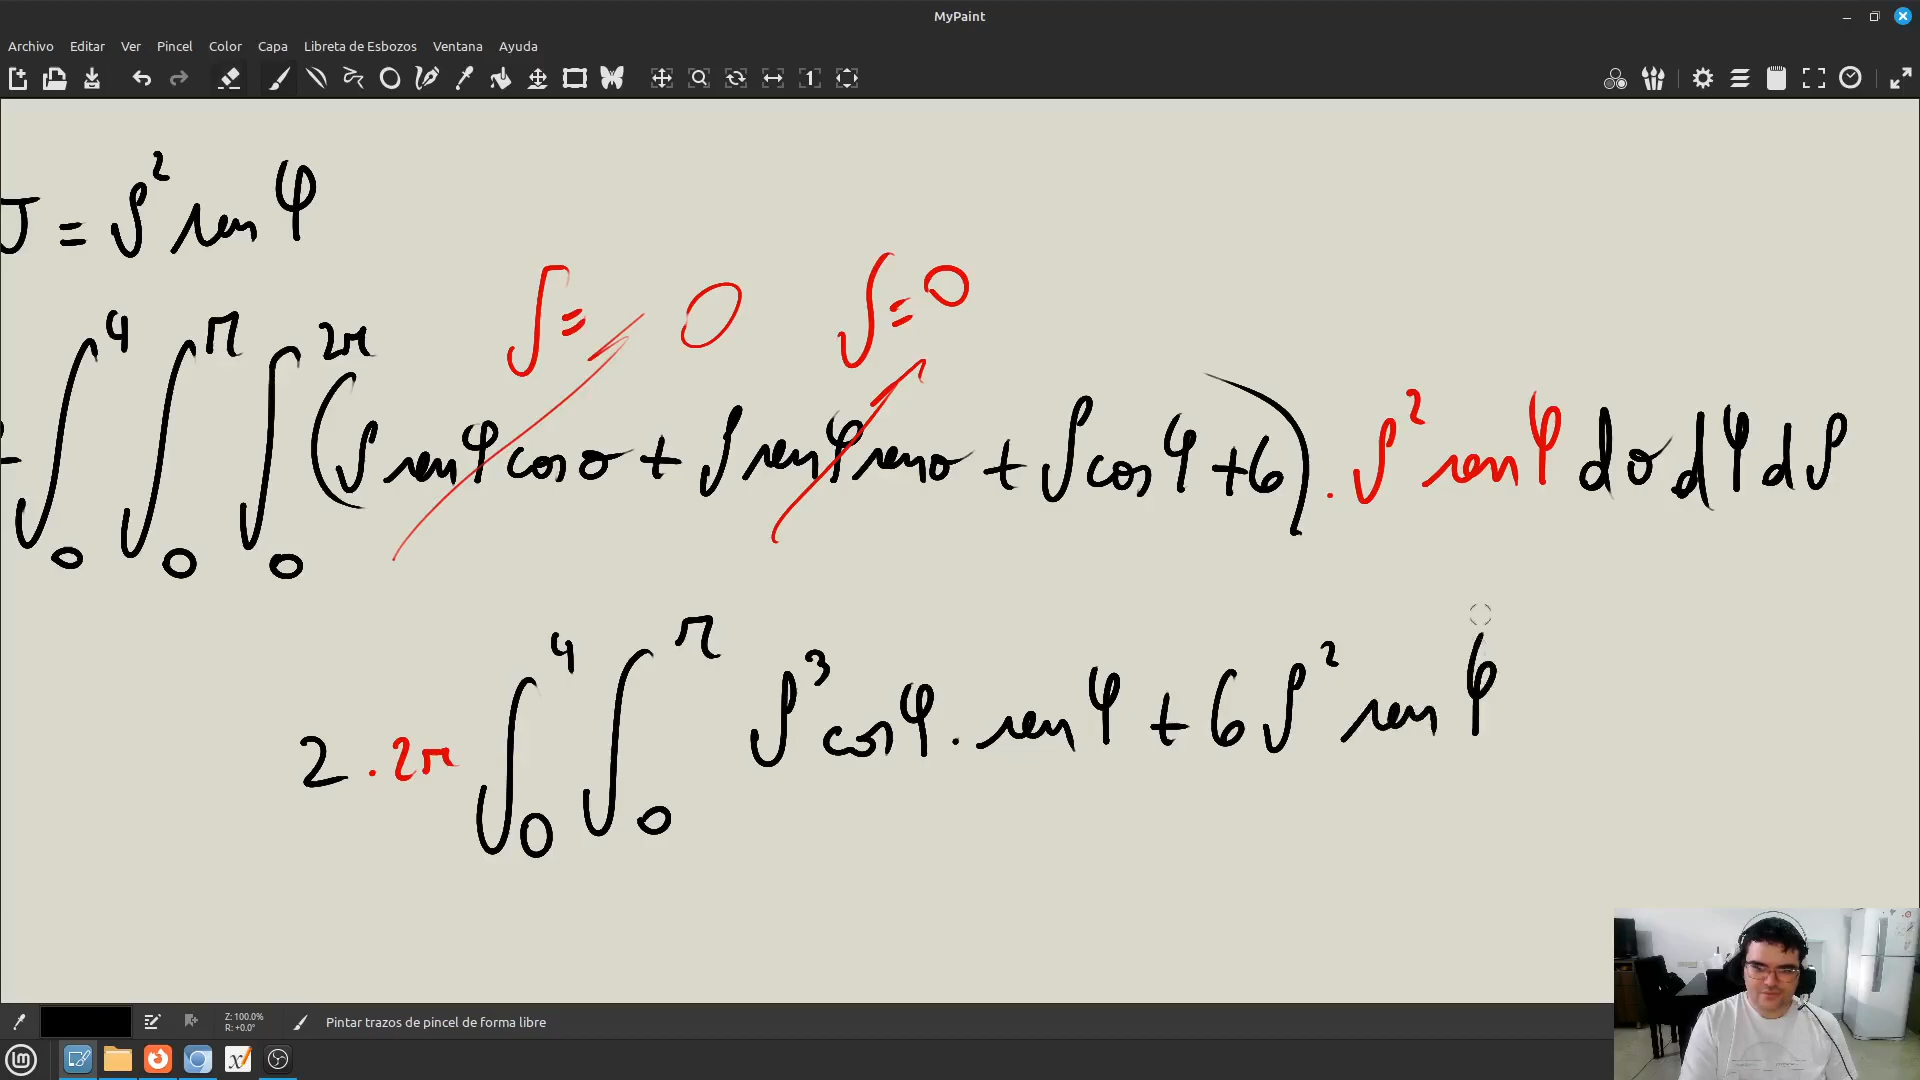 MyPaint
Archivo Editar Ver Pincel Color Capa Libreta de Esbozos Ventana Ayuda
J = ρ² sen φ
∫= 0 ∫=0
∫₀⁴ ∫₀^π ∫₀^2π (ρ sen φ cos σ + ρ sen φ sen σ + ρ cos φ + 6) . ρ² sen φ dσ dφ dρ
2 . 2π ∫₀⁴ ∫₀^π ρ³ cos φ . sen φ + 6 ρ² sen φ
Z: 100.0%
R: +0.0°
Pintar trazos de pincel de forma libre